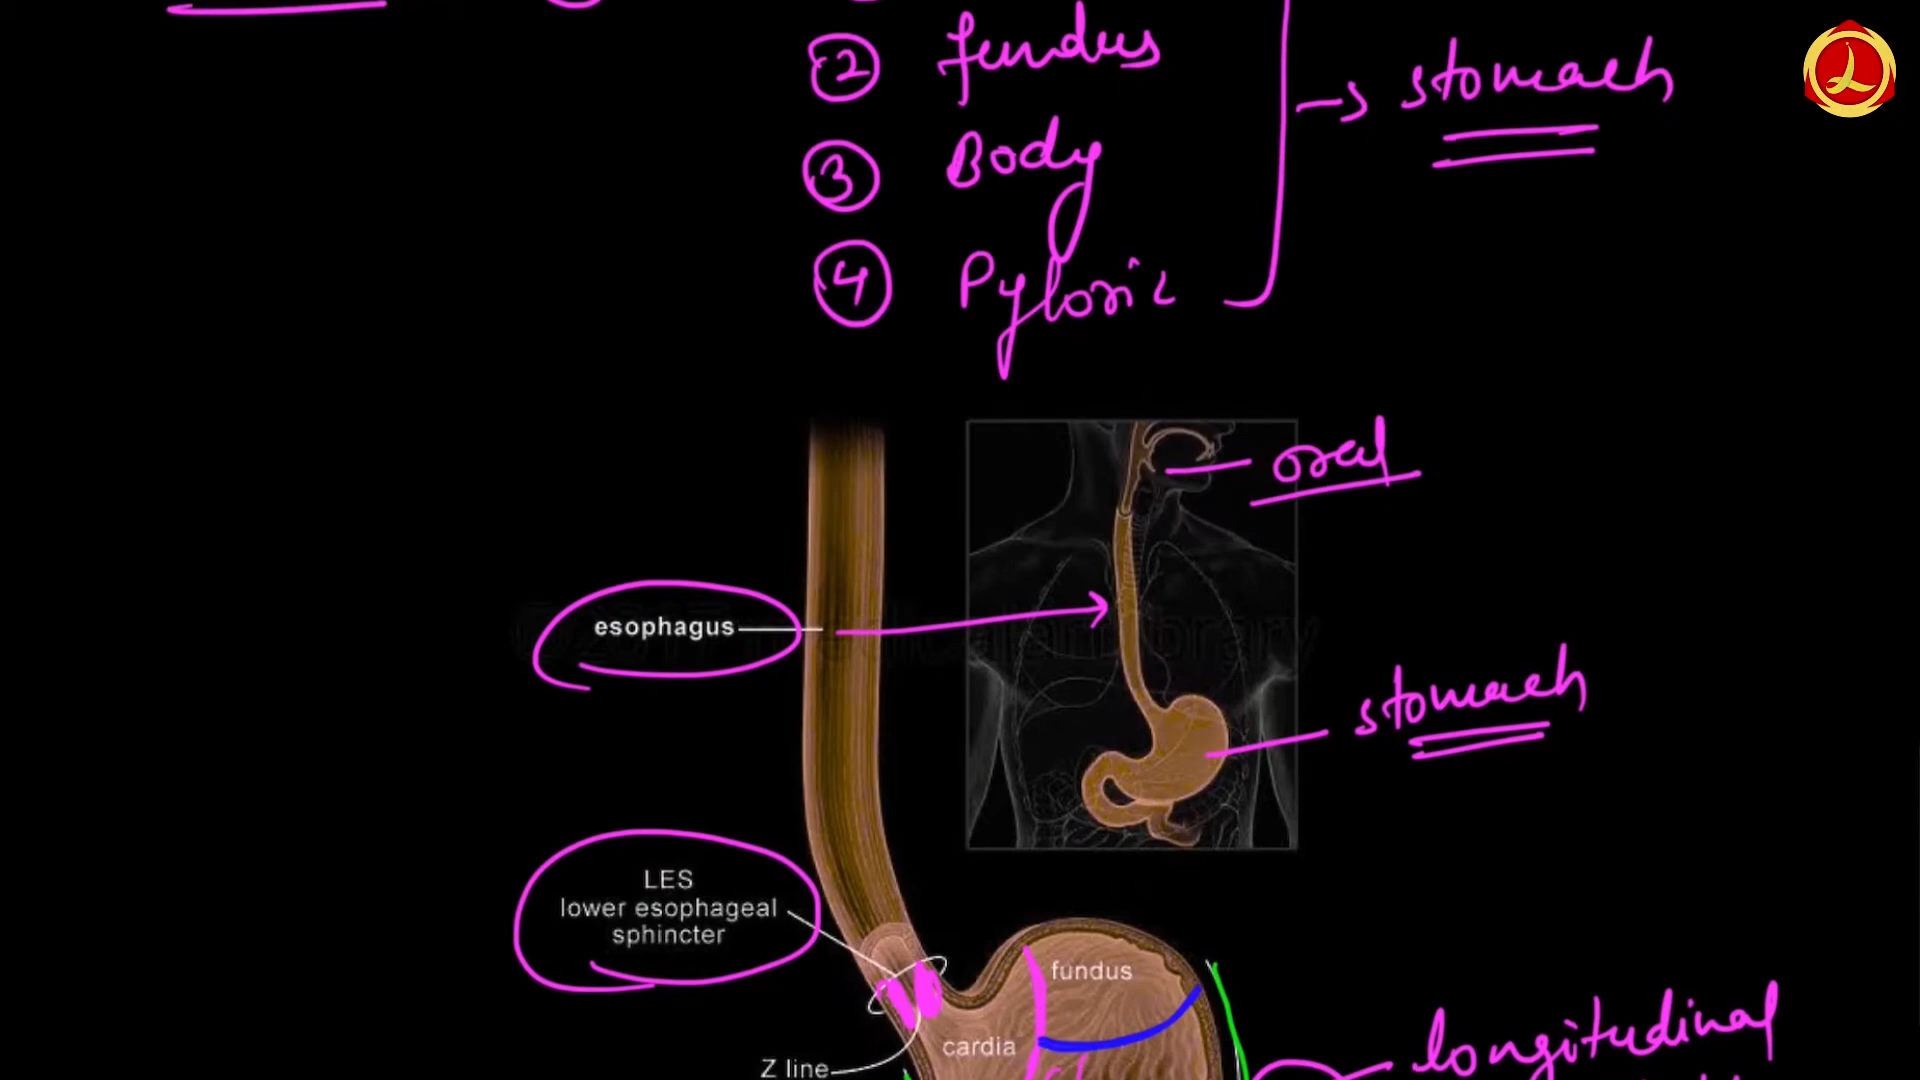 2 fundus
→ stomach
3 Body
4 Pyloric
oral
esophagus
stomach
LES
lower esophageal
sphincter
fundus
cardia
Z line
longitudinal